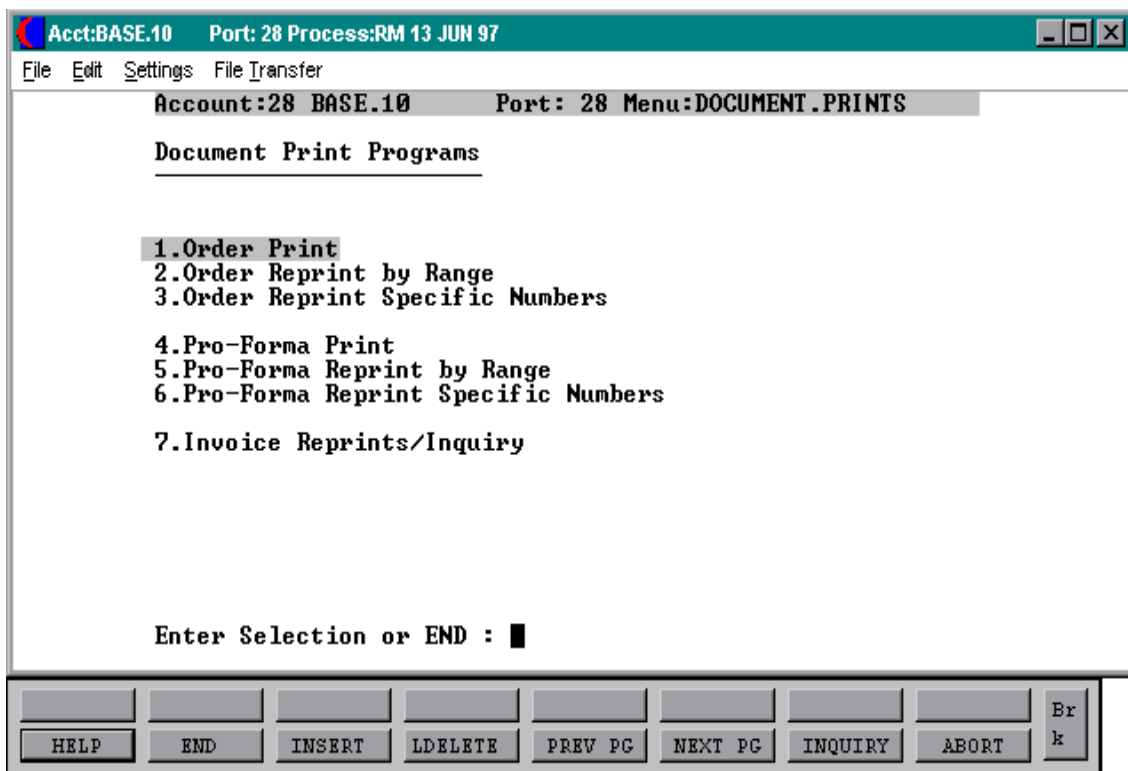 Acct:BASE.10 Port: 28 Process:RM 13 JUN 97
File Edit Settings File Transfer
Account:28 BASE.10 Port: 28 Menu:DOCUMENT.PRINTS
Document Print Programs
1.Order Print
2.Order Reprint by Range
3.Order Reprint Specific Numbers
4.Pro-Forma Print
5.Pro-Forma Reprint by Range
6.Pro-Forma Reprint Specific Numbers
7.Invoice Reprints/Inquiry
Enter Selection or END :
HELP END INSERT LDELETE PREV PG NEXT PG INQUIRY ABORT Br
k